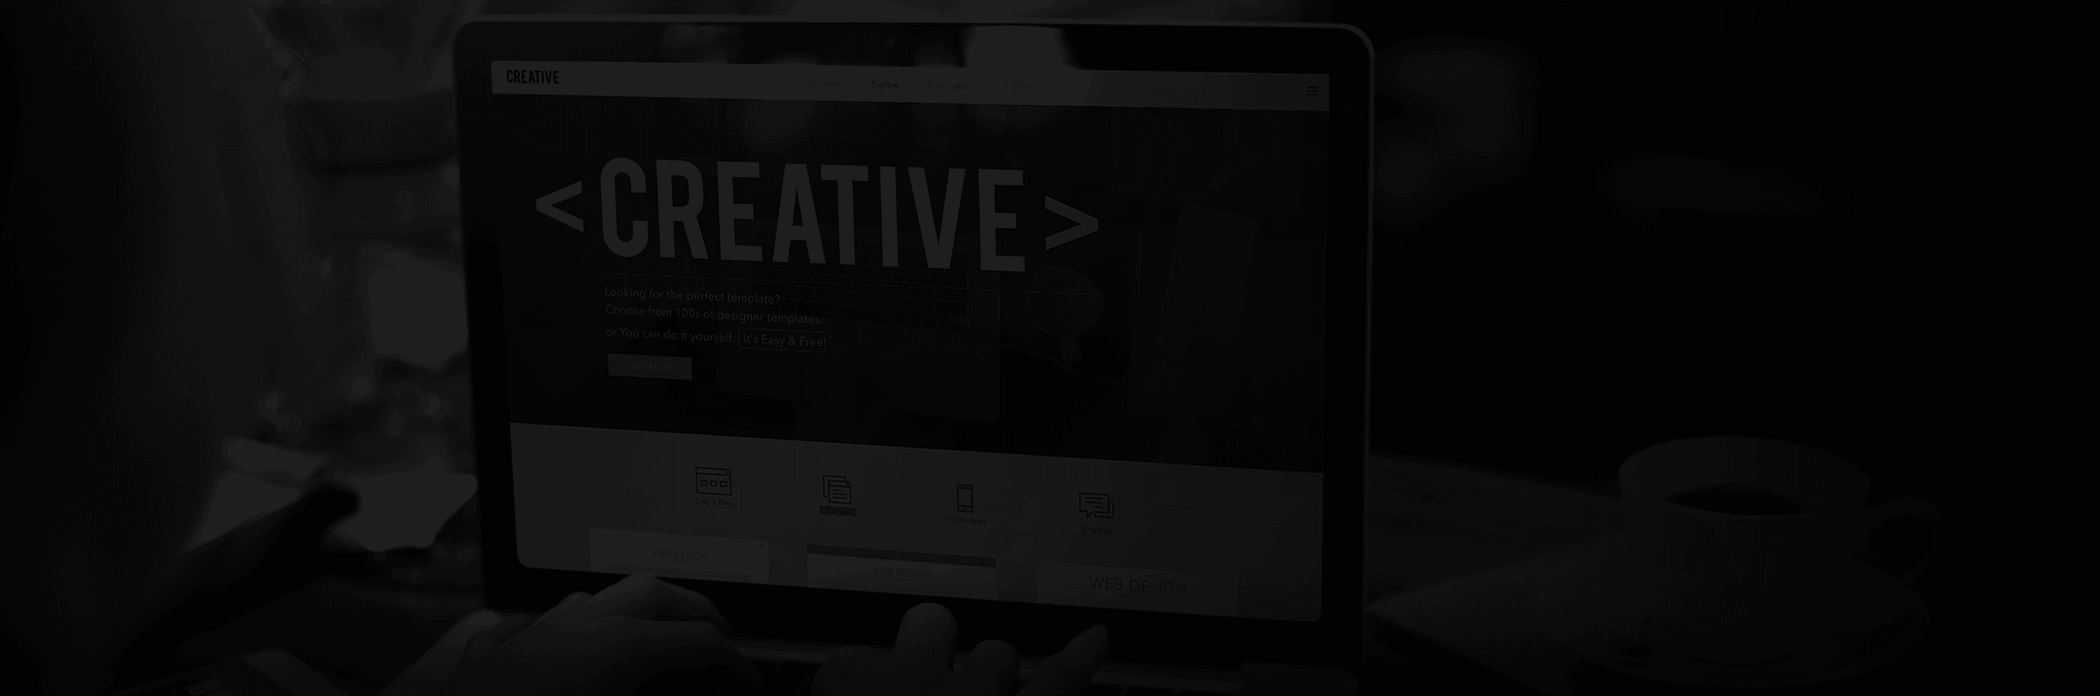 CREATIVE
Explore
<CREATIVE>
Looking for the perfect template?
Choose from 100s of designer templates.
or You can do it yourself. It's Easy & Free!
Start Now
Drag & Drop
Mobile Apps
Blogging
WEB DESIGN
WEB DESIGN
WEB DESIGN